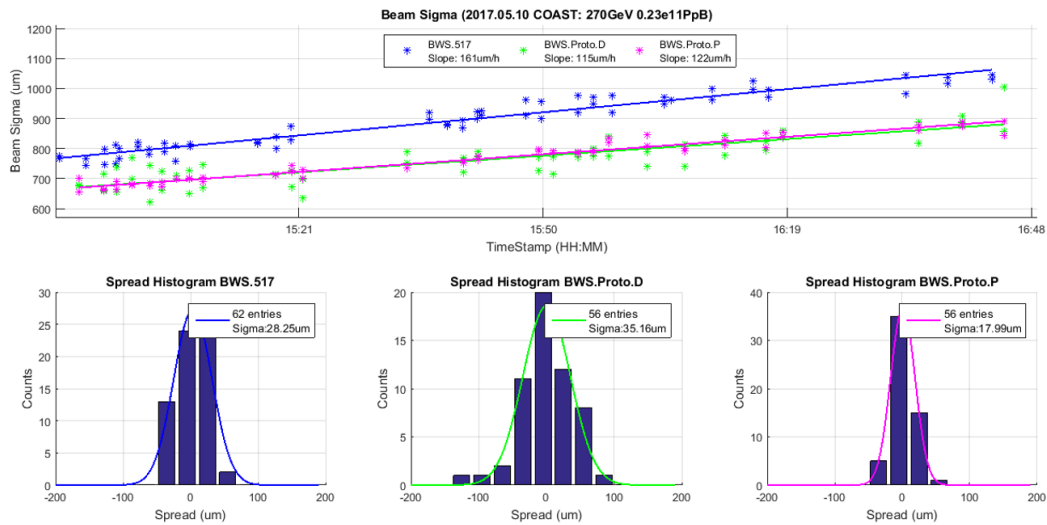 Beam Sigma (2017.05.10 COAST: 270GeV 0.23e11PpB)
BWS.517 BWS.Proto.D BWS.Proto.P
Slope: 161um/h Slope: 115um/h Slope: 122um/h
Beam Sigma (um)
1200
1100
1000
900
800
700
600
15:21 15:50 16:19 16:48
TimeStamp (HH:MM)
Spread Histogram BWS.517
62 entries
Sigma:28.25um
Counts
30
25
20
15
10
5
0
-200 -100 0 100 200
Spread (um)
Spread Histogram BWS.Proto.D
56 entries
Sigma:35.16um
Counts
20
15
10
5
0
-200 -100 0 100 200
Spread (um)
Spread Histogram BWS.Proto.P
56 entries
Sigma:17.99um
Counts
40
30
20
10
0
-200 -100 0 100 200
Spread (um)